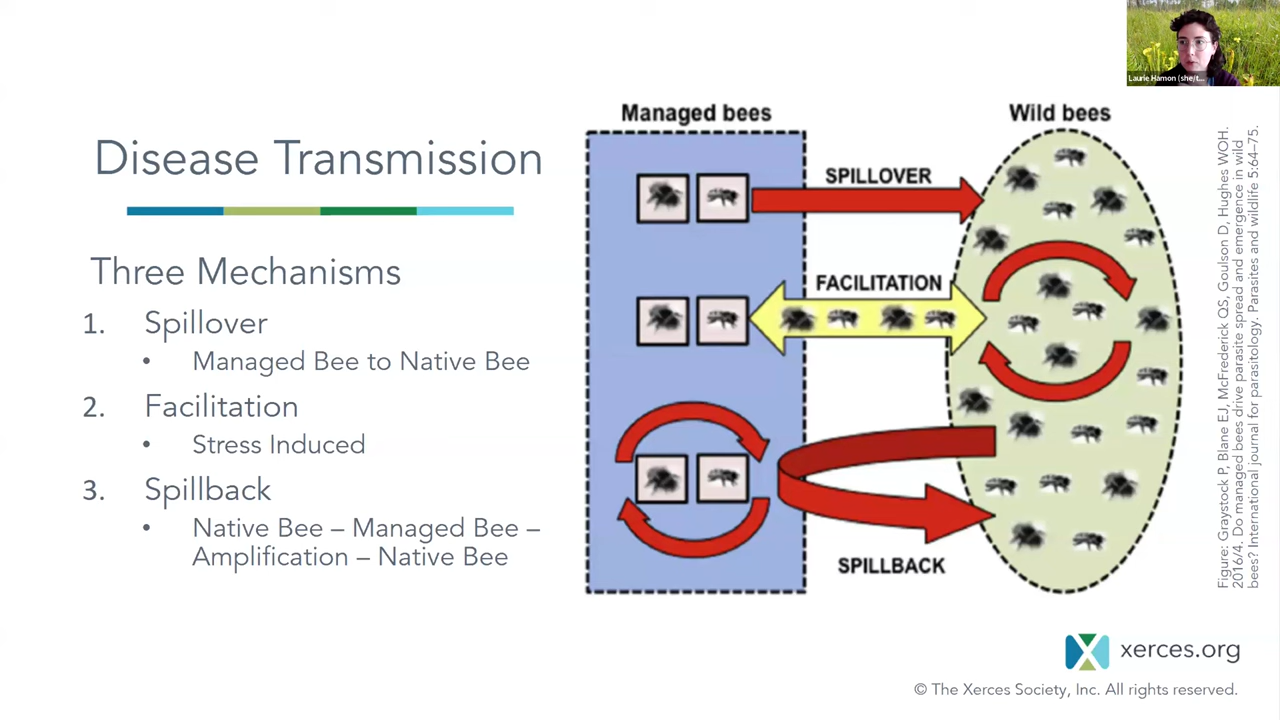 Laurie Hamon (she/t...
Disease Transmission
Three Mechanisms
1. Spillover
• Managed Bee to Native Bee
2. Facilitation
• Stress Induced
3. Spillback
• Native Bee – Managed Bee –
Amplification – Native Bee
Managed bees
Wild bees
SPILLOVER
FACILITATION
SPILLBACK
Figure: Graystock P, Blane EJ, McFrederick QS, Goulson D, Hughes WOH.
2016/4. Do managed bees drive parasite spread and emergence in wild
bees? International journal for parasitology. Parasites and wildlife 5:64–75.
xerces.org
© The Xerces Society, Inc. All rights reserved.